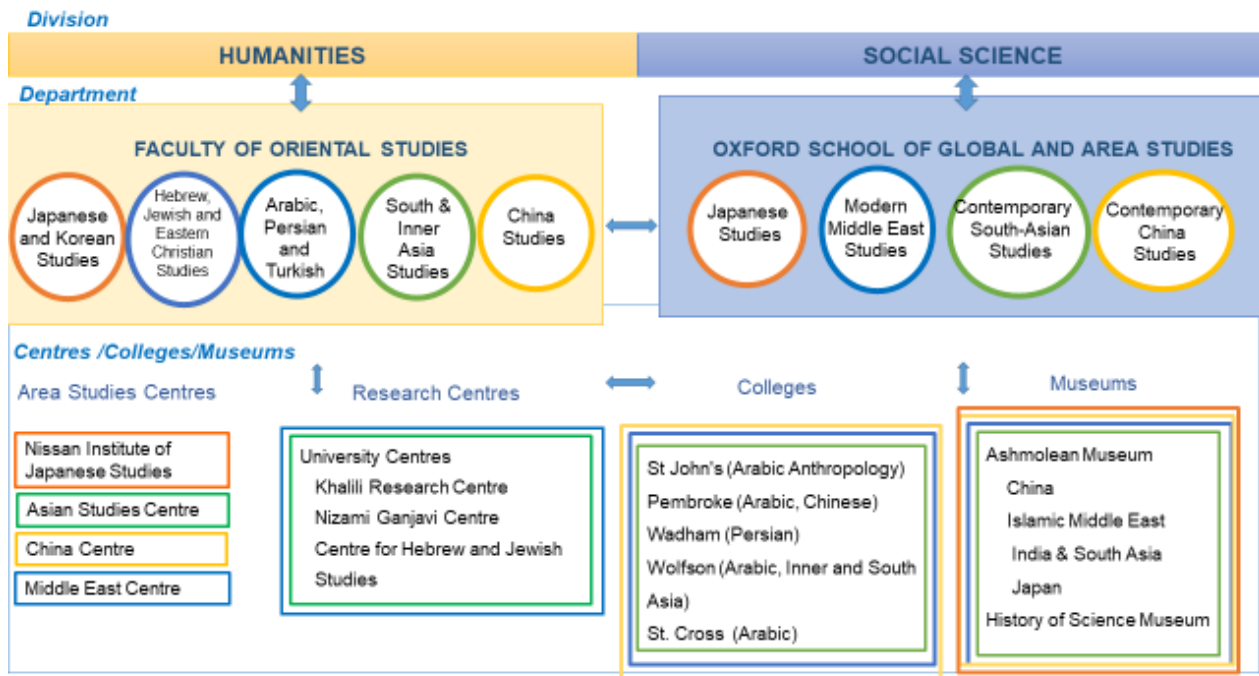 Division
HUMANITIES
SOCIAL SCIENCE
Department
FACULTY OF ORIENTAL STUDIES
Japanese
and Korean
Studies
Hebrew,
Jewish and
Eastern
Christian
Studies
Arabic,
Persian
and
Turkish
South &
Inner
Asia
Studies
China
Studies
OXFORD SCHOOL OF GLOBAL AND AREA STUDIES
Japanese
Studies
Modern
Middle East
Studies
Contemporary
South-Asian
Studies
Contemporary
China
Studies
Centres /Colleges/Museums
Area Studies Centres
Nissan Institute of
Japanese Studies
Asian Studies Centre
China Centre
Middle East Centre
Research Centres
University Centres
Khalili Research Centre
Nizami Ganjavi Centre
Centre for Hebrew and Jewish
Studies
Colleges
St John's (Arabic Anthropology)
Pembroke (Arabic, Chinese)
Wadham (Persian)
Wolfson (Arabic, Inner and South
Asia)
St. Cross (Arabic)
Museums
Ashmolean Museum
China
Islamic Middle East
India & South Asia
Japan
History of Science Museum